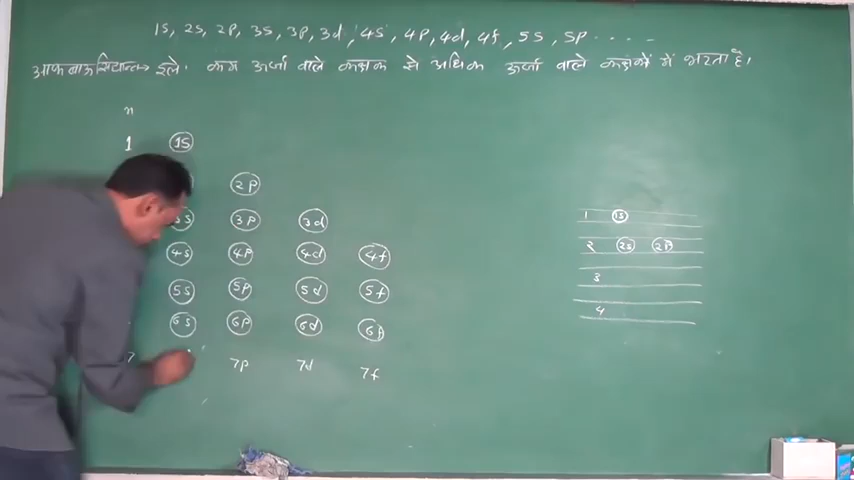 1s, 2s, 2p, 3s, 3p, 3d, 4s, 4p, 4d, 4f, 5s, 5p.....
आफबाऊ सिद्धान्त→ इले. कम ऊर्जा वाले कक्षक से अधिक ऊर्जा वाले कक्षकों में भरता है।
n
1 1s
2p
3s 3p 3d
4s 4p 4d 4f
5s 5p 5d 5f
6s 6p 6d 6f
7 7p 7d 7f
1 1s
2 2s 2p
3
4